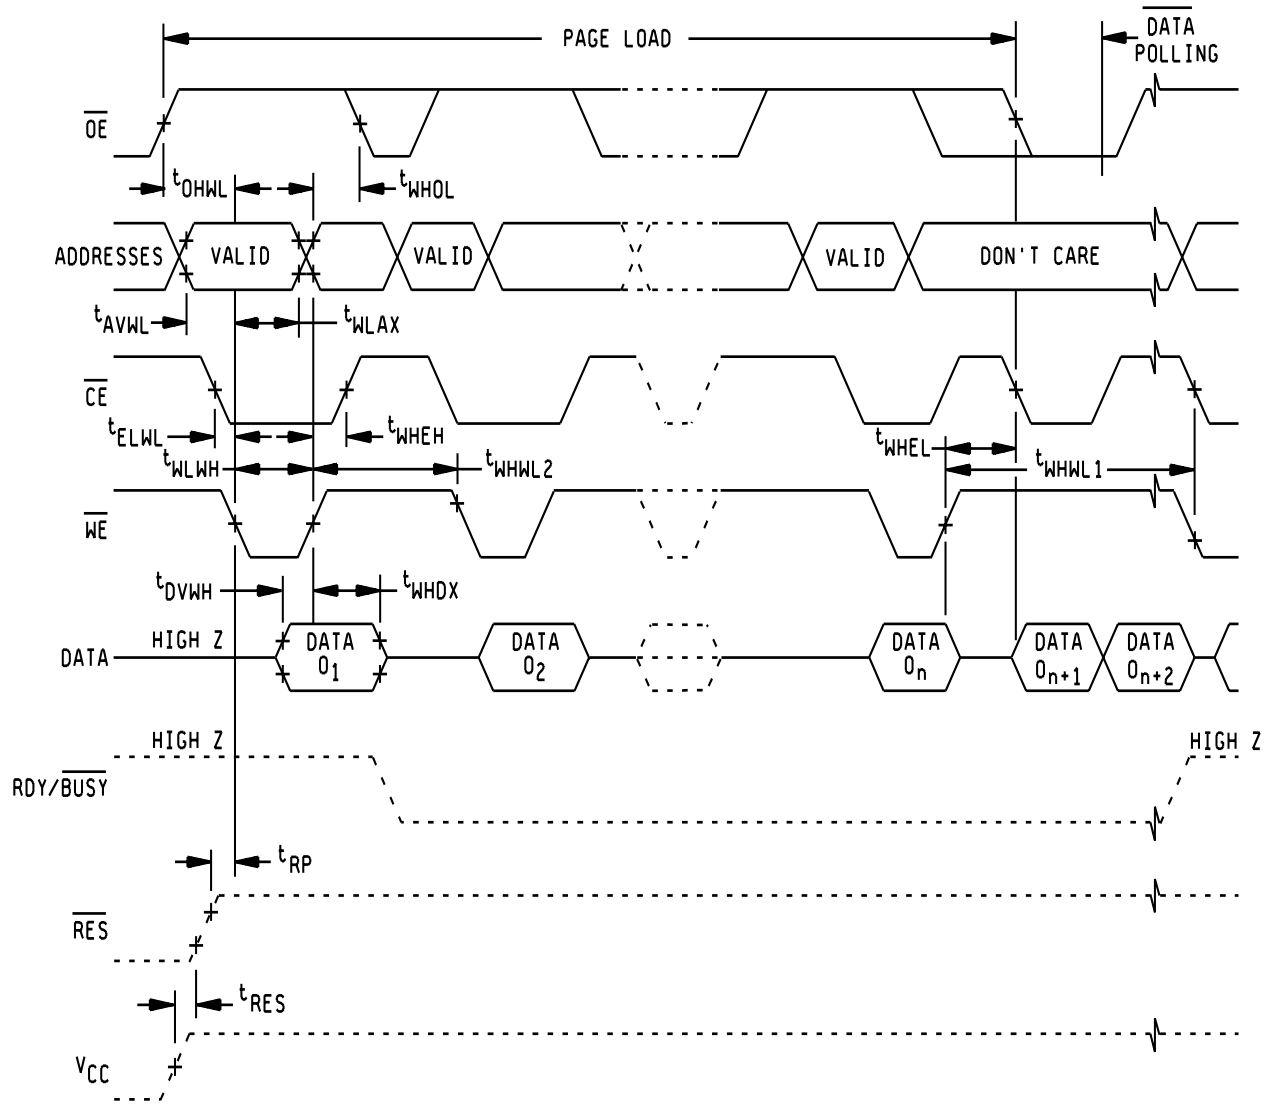 PAGE LOAD
DATA
POLLING
OE
tOHWL
tWHOL
ADDRESSES
VALID
VALID
VALID
DON'T CARE
tAVWL
tWLAX
CE
tELWL
tWHEH
tWHEL
tWLWH
tWHWL2
tWHWL1
WE
tDVWH
tWHDX
DATA
HIGH Z
DATA
O1
DATA
O2
DATA
On
DATA
On+1
DATA
On+2
HIGH Z
HIGH Z
RDY/BUSY
tRP
RES
tRES
VCC